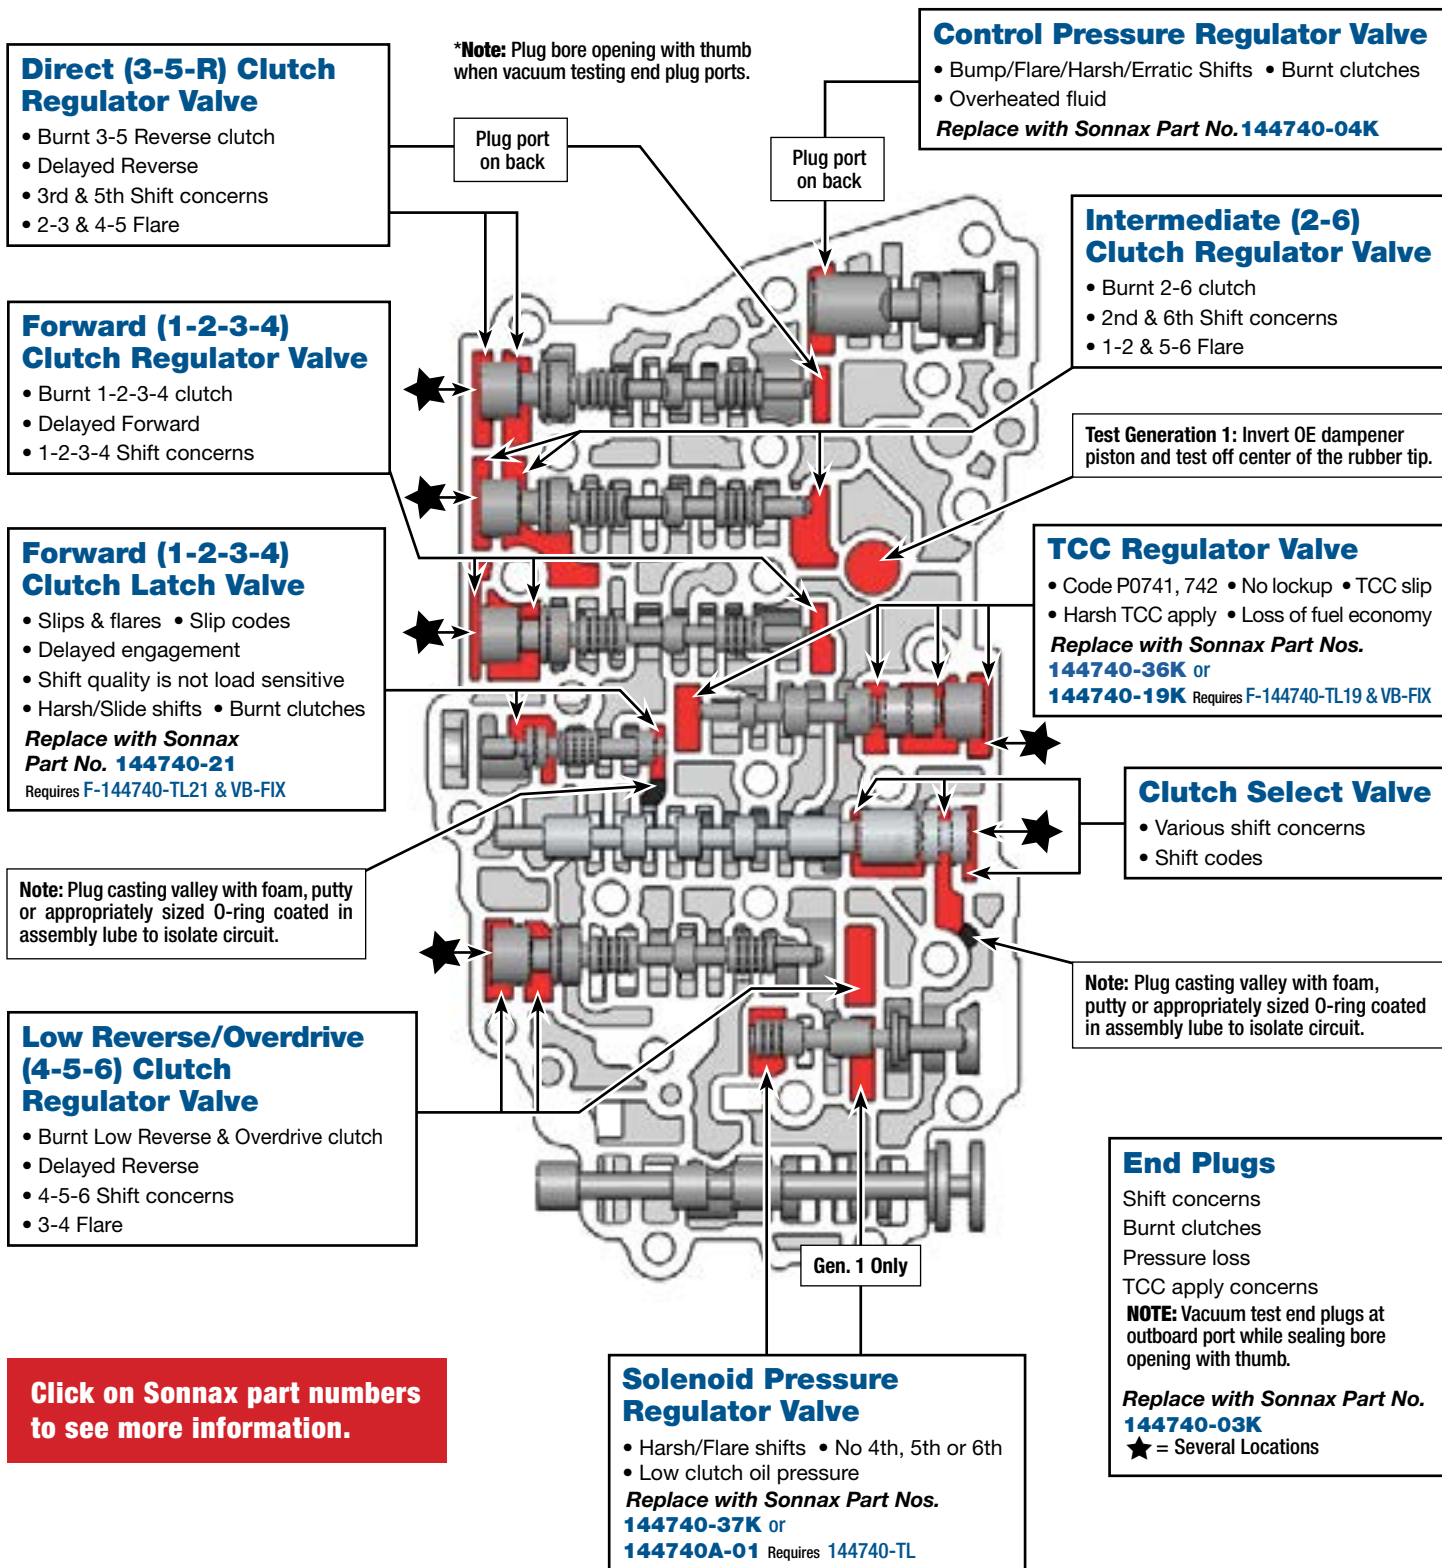 *Note: Plug bore opening with thumb
when vacuum testing end plug ports.
Direct (3-5-R) Clutch
Regulator Valve
• Burnt 3-5 Reverse clutch
• Delayed Reverse
• 3rd & 5th Shift concerns
• 2-3 & 4-5 Flare
Plug port
on back
Control Pressure Regulator Valve
• Bump/Flare/Harsh/Erratic Shifts • Burnt clutches
• Overheated fluid
Replace with Sonnax Part No. 144740-04K
Plug port
on back
Intermediate (2-6)
Clutch Regulator Valve
• Burnt 2-6 clutch
• 2nd & 6th Shift concerns
• 1-2 & 5-6 Flare
Forward (1-2-3-4)
Clutch Regulator Valve
• Burnt 1-2-3-4 clutch
• Delayed Forward
• 1-2-3-4 Shift concerns
Test Generation 1: Invert OE dampener
piston and test off center of the rubber tip.
Forward (1-2-3-4)
Clutch Latch Valve
• Slips & flares • Slip codes
• Delayed engagement
• Shift quality is not load sensitive
• Harsh/Slide shifts • Burnt clutches
Replace with Sonnax
Part No. 144740-21
Requires F-144740-TL21 & VB-FIX
TCC Regulator Valve
• Code P0741, 742 • No lockup • TCC slip
• Harsh TCC apply • Loss of fuel economy
Replace with Sonnax Part Nos.
144740-36K or
144740-19K Requires F-144740-TL19 & VB-FIX
Clutch Select Valve
• Various shift concerns
• Shift codes
Note: Plug casting valley with foam, putty
or appropriately sized O-ring coated in
assembly lube to isolate circuit.
Note: Plug casting valley with foam,
putty or appropriately sized O-ring coated
in assembly lube to isolate circuit.
Low Reverse/Overdrive
(4-5-6) Clutch
Regulator Valve
• Burnt Low Reverse & Overdrive clutch
• Delayed Reverse
• 4-5-6 Shift concerns
• 3-4 Flare
Gen. 1 Only
End Plugs
Shift concerns
Burnt clutches
Pressure loss
TCC apply concerns
NOTE: Vacuum test end plugs at
outboard port while sealing bore
opening with thumb.
Replace with Sonnax Part No.
144740-03K
★ = Several Locations
Click on Sonnax part numbers
to see more information.
Solenoid Pressure
Regulator Valve
• Harsh/Flare shifts • No 4th, 5th or 6th
• Low clutch oil pressure
Replace with Sonnax Part Nos.
144740-37K or
144740A-01 Requires 144740-TL